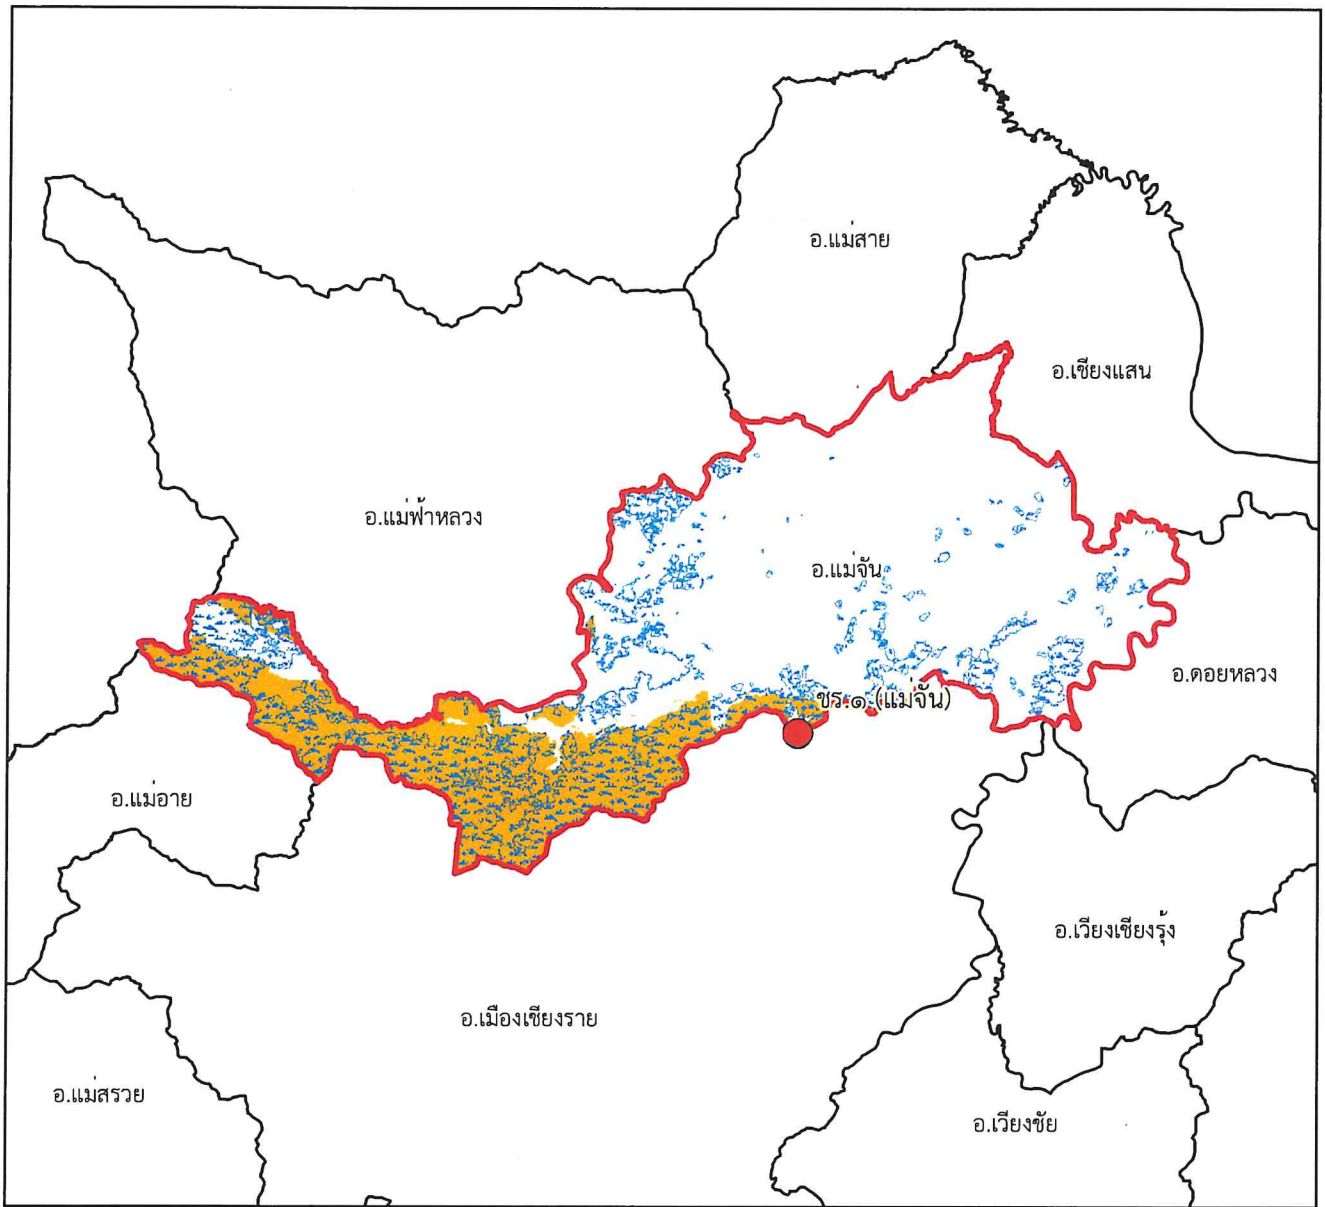 อ.แม่สาย
อ.เชียงแสน
อ.แม่ฟ้าหลวง
อ.แม่จัน
อ.ดอยหลวง
ชร.๑ (แม่จัน)
อ.แม่อาย
อ.เวียงเชียงรุ้ง
อ.เมืองเชียงราย
อ.แม่สรวย
อ.เวียงชัย